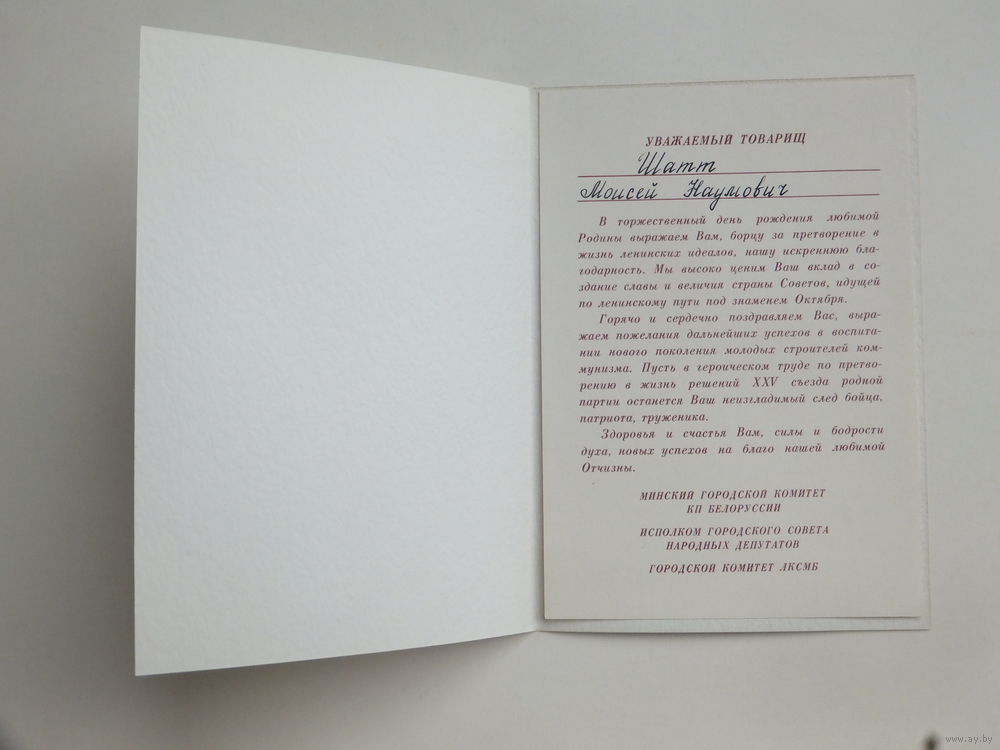 УВАЖАЕМЫЙ ТОВАРИЩ
Шатт
Моисей Наумович
В торжественный день рождения любимой
Родины выражаем Вам, борцу за претворение в
жизнь ленинских идеалов, нашу искреннюю бла-
годарность. Мы высоко ценим Ваш вклад в со-
здание славы и величия страны Советов, идущей
по ленинскому пути под знаменем Октября.
Горячо и сердечно поздравляем Вас, выра-
жаем пожелания дальнейших успехов в воспита-
нии нового поколения молодых строителей ком-
мунизма. Пусть в героическом труде по претво-
рению в жизнь решений XXV съезда родной
партии останется Ваш неизгладимый след бойца,
патриота, труженика.
Здоровья и счастья Вам, силы и бодрости
духа, новых успехов на благо нашей любимой
Отчизны.
МИНСКИЙ ГОРОДСКОЙ КОМИТЕТ
КП БЕЛОРУССИИ
ИСПОЛКОМ ГОРОДСКОГО СОВЕТА
НАРОДНЫХ ДЕПУТАТОВ
ГОРОДСКОЙ КОМИТЕТ ЛКСМБ
www.ay.by